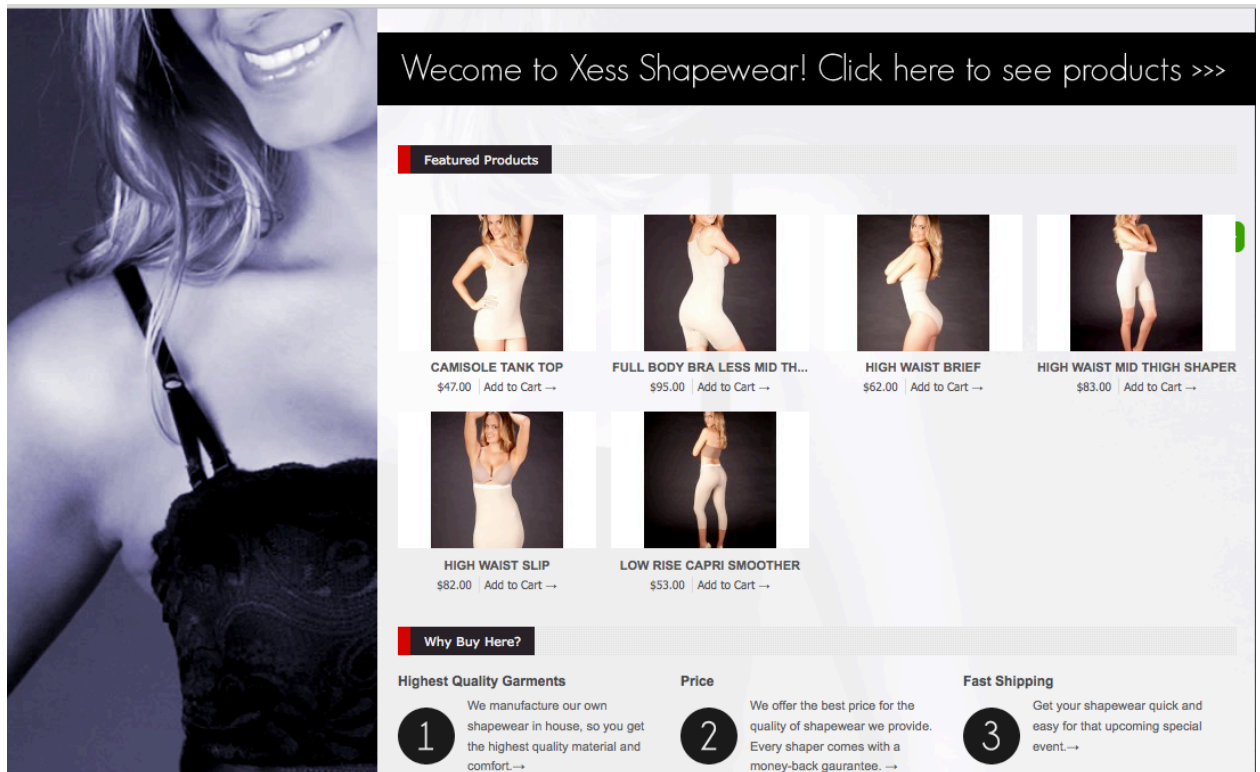 Wecome to Xess Shapewear! Click here to see products >>>
Featured Products
CAMISOLE TANK TOP
$47.00 Add to Cart →
FULL BODY BRA LESS MID TH...
$95.00 Add to Cart →
HIGH WAIST BRIEF
$62.00 Add to Cart →
HIGH WAIST MID THIGH SHAPER
$83.00 Add to Cart →
HIGH WAIST SLIP
$82.00 Add to Cart →
LOW RISE CAPRI SMOOTHER
$53.00 Add to Cart →
Why Buy Here?
Highest Quality Garments
1
We manufacture our own
shapewear in house, so you get
the highest quality material and
comfort.→
Price
2
We offer the best price for the
quality of shapewear we provide.
Every shaper comes with a
money-back gaurantee. →
Fast Shipping
3
Get your shapewear quick and
easy for that upcoming special
event.→